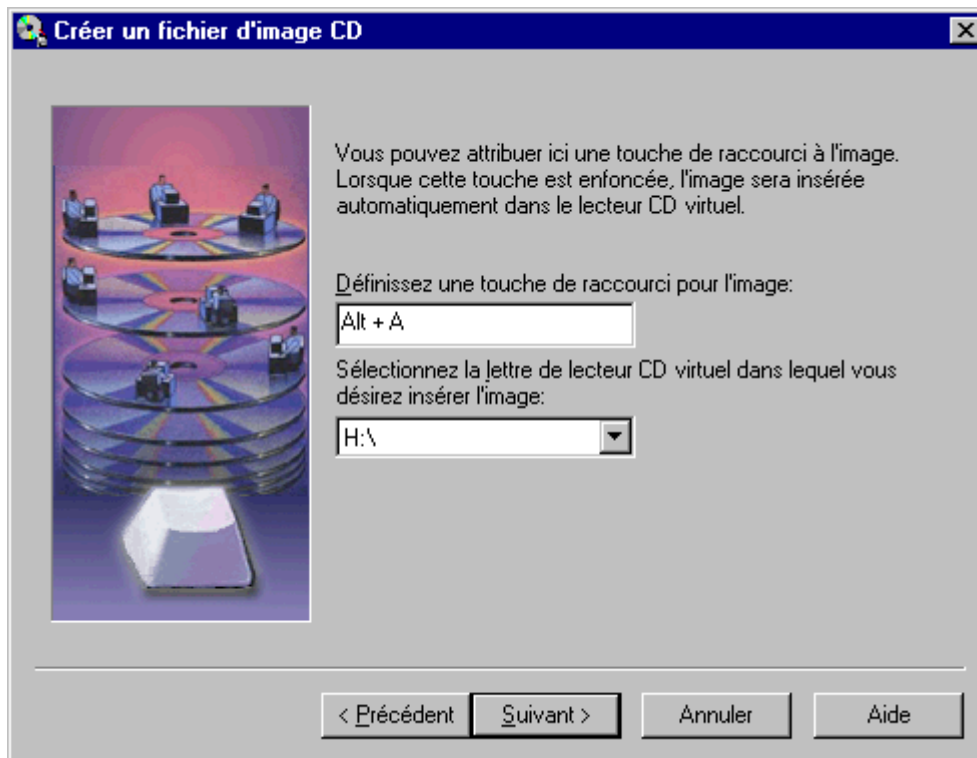 Créer un fichier d'image CD
Vous pouvez attribuer ici une touche de raccourci à l'image.
Lorsque cette touche est enfoncée, l'image sera insérée
automatiquement dans le lecteur CD virtuel.
Définissez une touche de raccourci pour l'image:
Alt + A
Sélectionnez la lettre de lecteur CD virtuel dans lequel vous
désirez insérer l'image:
H:\
< Précédent
Suivant >
Annuler
Aide